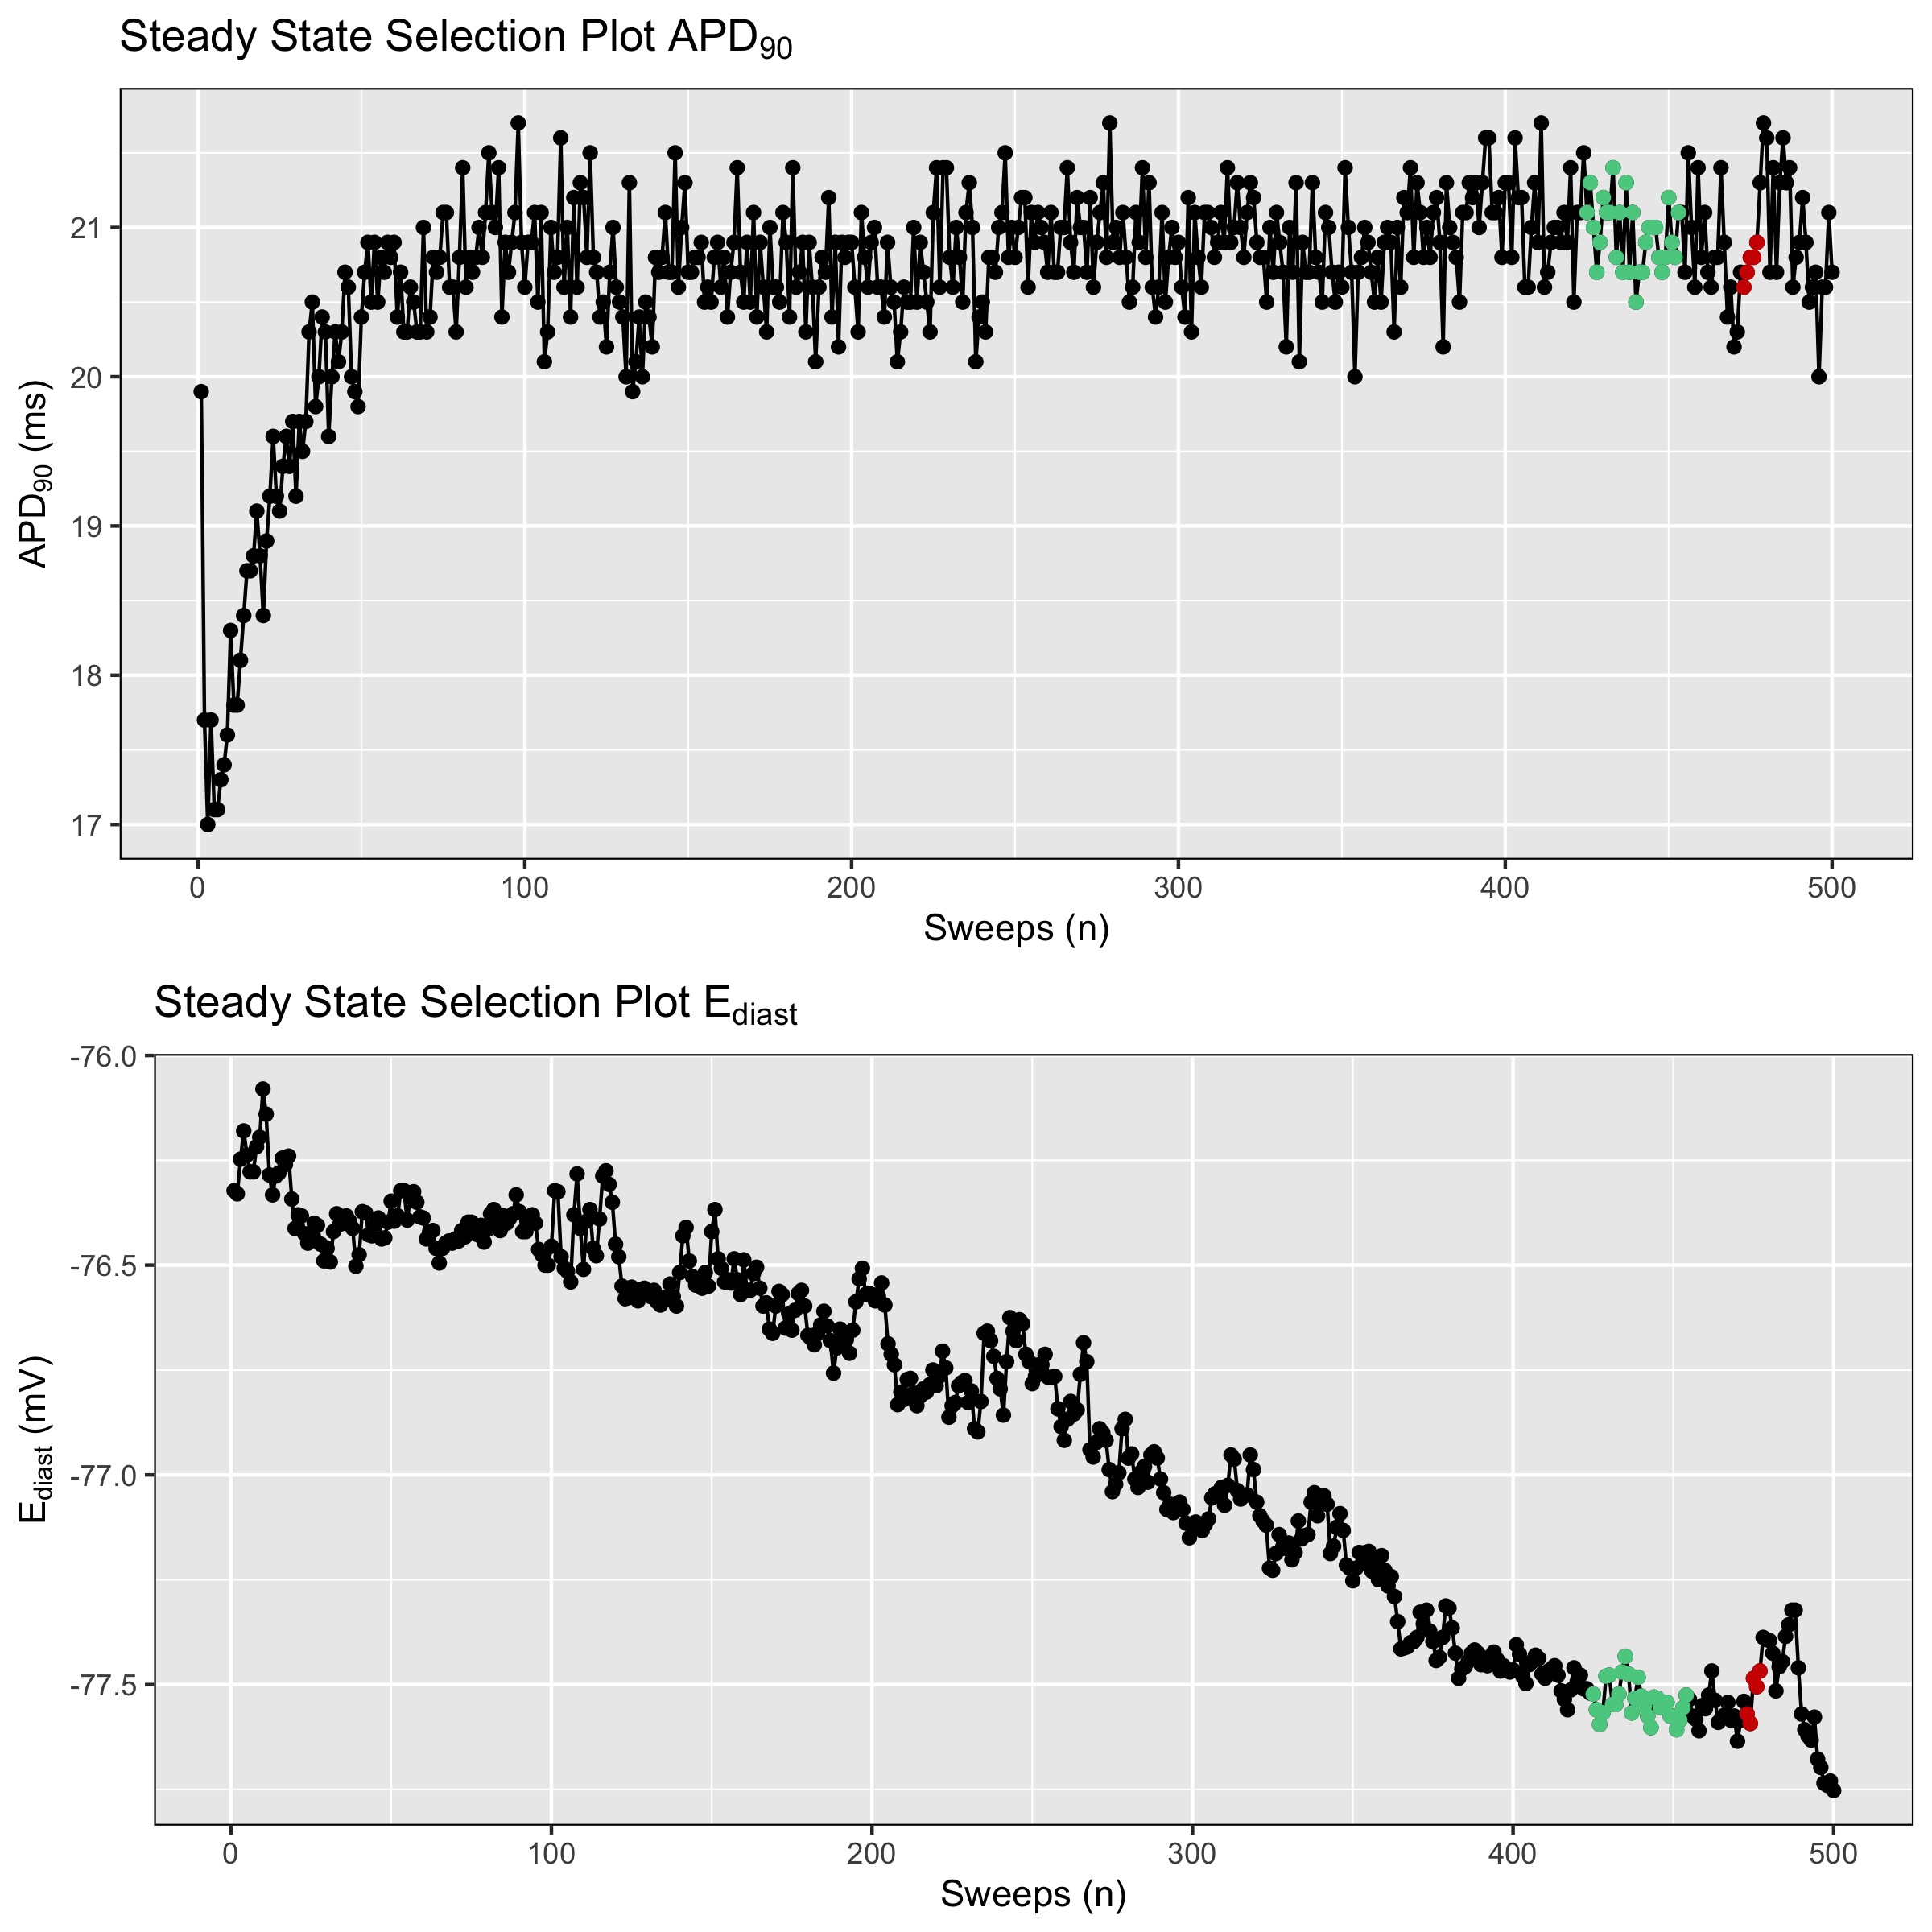 Steady State Selection Plot APD90
APD90 (ms)
21
20
19
18
17
0 100 200 300 400 500
Sweeps (n)
Steady State Selection Plot Ediast
Ediast (mV)
-76.0
-76.5
-77.0
-77.5
0 100 200 300 400 500
Sweeps (n)